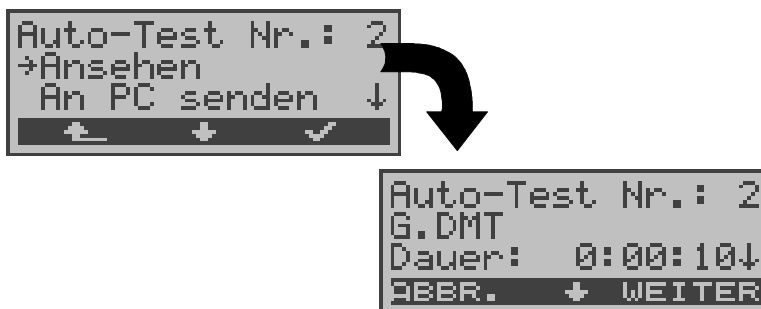 Auto-Test Nr.: 2
→Ansehen
An PC senden ↓
Auto-Test Nr.: 2
G.DMT
Dauer: 0:00:10↓
ABBR. WEITER